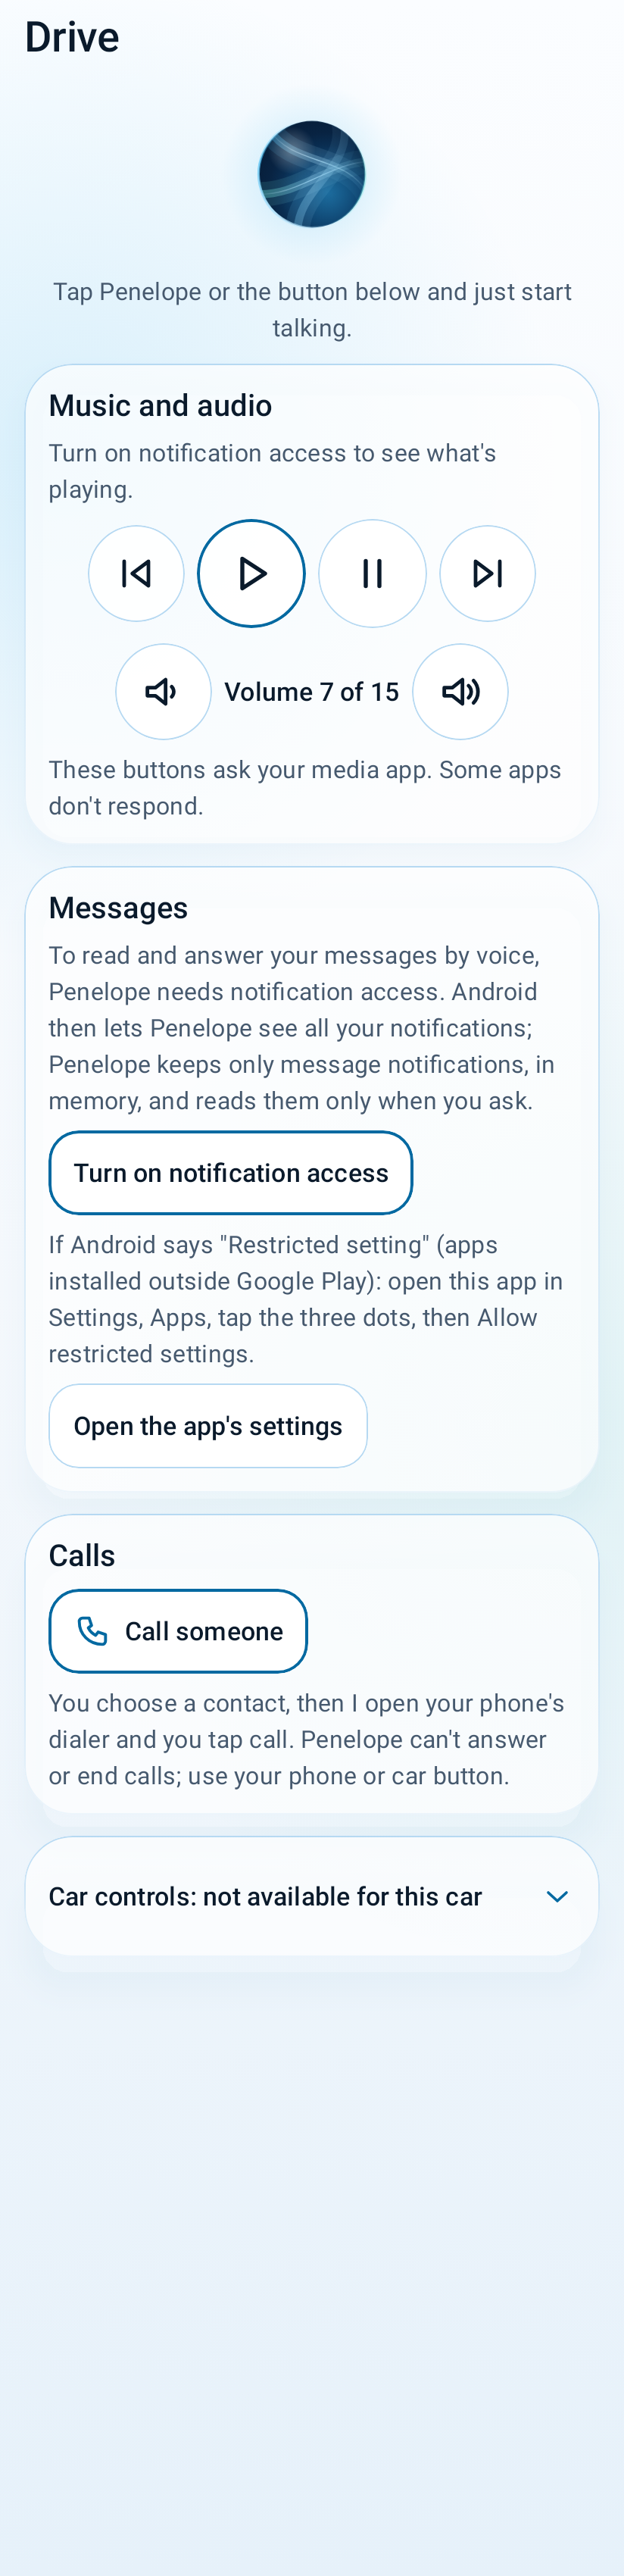 Drive
Tap Penelope or the button below and just start
talking.
Music and audio
Turn on notification access to see what's
playing.
Volume 7 of 15
These buttons ask your media app. Some apps
don't respond.
Messages
To read and answer your messages by voice,
Penelope needs notification access. Android
then lets Penelope see all your notifications;
Penelope keeps only message notifications, in
memory, and reads them only when you ask.
Turn on notification access
If Android says "Restricted setting" (apps
installed outside Google Play): open this app in
Settings, Apps, tap the three dots, then Allow
restricted settings.
Open the app's settings
Calls
Call someone
You choose a contact, then I open your phone's
dialer and you tap call. Penelope can't answer
or end calls; use your phone or car button.
Car controls: not available for this car